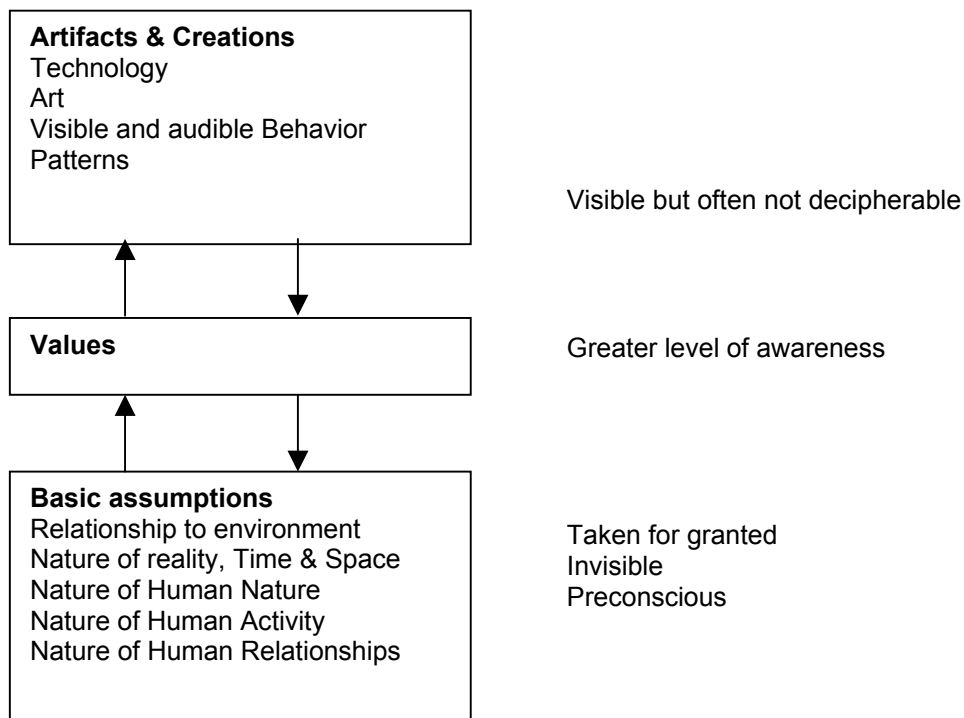 Artifacts & Creations
Technology
Art
Visible and audible Behavior
Patterns
Visible but often not decipherable
Values
Greater level of awareness
Basic assumptions
Relationship to environment
Nature of reality, Time & Space
Nature of Human Nature
Nature of Human Activity
Nature of Human Relationships
Taken for granted
Invisible
Preconscious